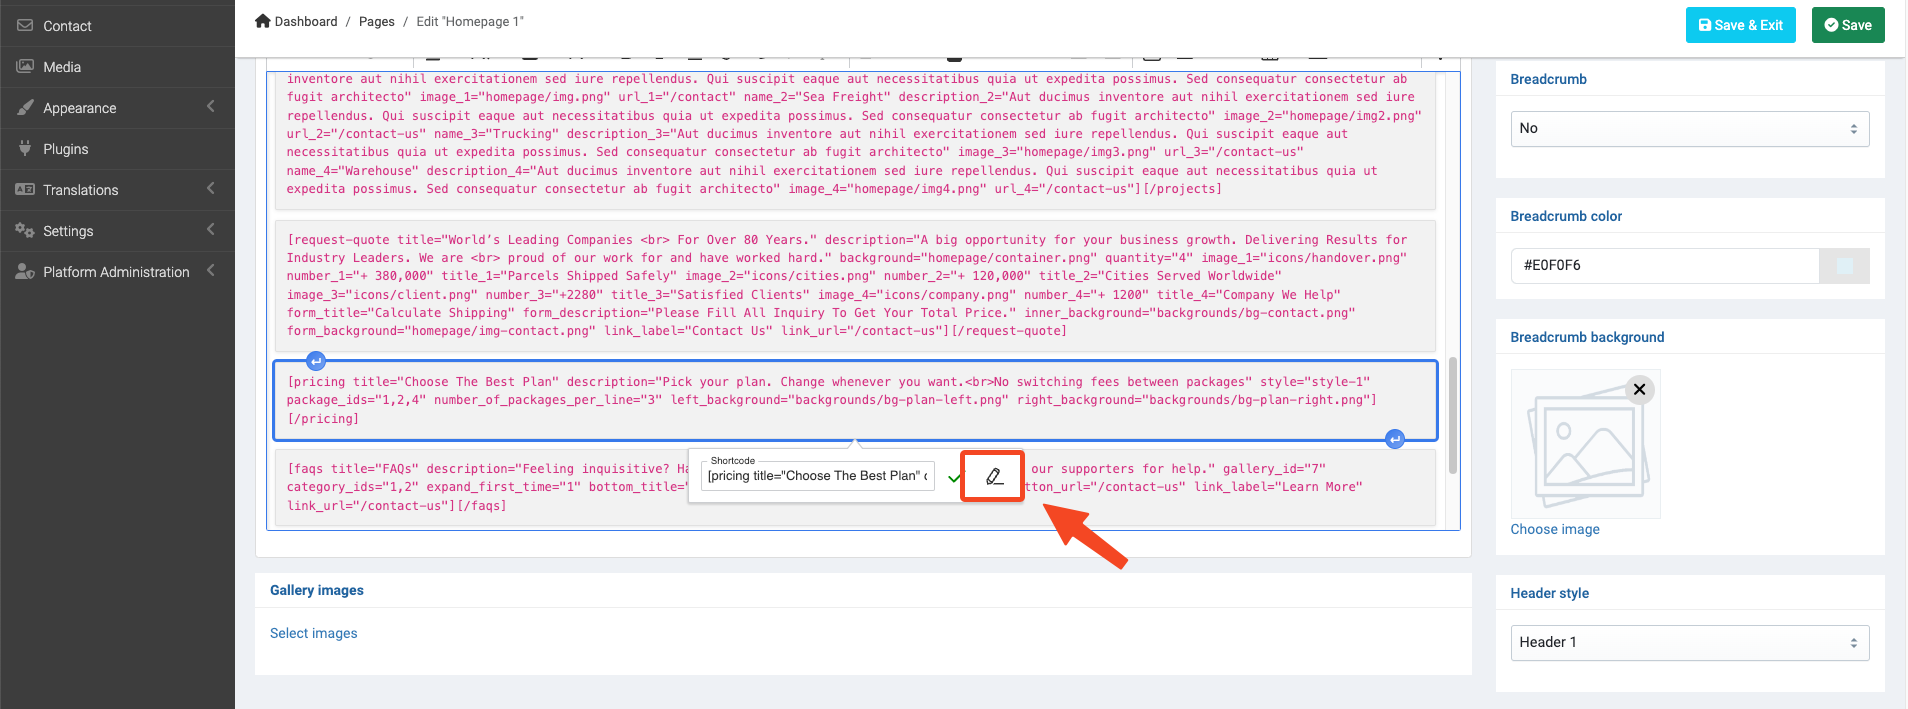 Contact
Media
Appearance
Plugins
Translations
Settings
Platform Administration
Dashboard / Pages / Edit "Homepage 1"
Save & Exit
Save
inventore aut nihil exercitationem sed iure repellendus. Qui suscipit eaque aut necessitatibus quia ut expedita possimus. Sed consequatur consectetur ab
fugit architecto" image_1="homepage/img.png" url_1="/contact" name_2="Sea Freight" description_2="Aut ducimus inventore aut nihil exercitationem sed iure
repellendus. Qui suscipit eaque aut necessitatibus quia ut expedita possimus. Sed consequatur consectetur ab fugit architecto" image_2="homepage/img2.png"
url_2="/contact-us" name_3="Trucking" description_3="Aut ducimus inventore aut nihil exercitationem sed iure repellendus. Qui suscipit eaque aut
necessitatibus quia ut expedita possimus. Sed consequatur consectetur ab fugit architecto" image_3="homepage/img3.png" url_3="/contact-us"
name_4="Warehouse" description_4="Aut ducimus inventore aut nihil exercitationem sed iure repellendus. Qui suscipit eaque aut necessitatibus quia ut
expedita possimus. Sed consequatur consectetur ab fugit architecto" image_4="homepage/img4.png" url_4="/contact-us"][/projects]
[request-quote title="World’s Leading Companies <br> For Over 80 Years." description="A big opportunity for your business growth. Delivering Results for
Industry Leaders. We are <br> proud of our work for and have worked hard." background="homepage/container.png" quantity="4" image_1="icons/handover.png"
number_1="+ 380,000" title_1="Parcels Shipped Safely" image_2="icons/cities.png" number_2="+ 120,000" title_2="Cities Served Worldwide"
image_3="icons/client.png" number_3="+2280" title_3="Satisfied Clients" image_4="icons/company.png" number_4="+ 1200" title_4="Company We Help"
form_title="Calculate Shipping" form_description="Please Fill All Inquiry To Get Your Total Price." inner_background="backgrounds/bg-contact.png"
form_background="homepage/img-contact.png" link_label="Contact Us" link_url="/contact-us"][/request-quote]
[pricing title="Choose The Best Plan" description="Pick your plan. Change whenever you want.<br>No switching fees between packages" style="style-1"
package_ids="1,2,4" number_of_packages_per_line="3" left_background="backgrounds/bg-plan-left.png" right_background="backgrounds/bg-plan-right.png"]
[/pricing]
Shortcode
[pricing title="Choose The Best Plan"
[faqs title="FAQs" description="Feeling inquisitive? our supporters for help." gallery_id="7"
category_ids="1,2" expand_first_time="1" bottom_title=" tton_url="/contact-us" link_label="Learn More"
link_url="/contact-us"][/faqs]
Gallery images
Select images
Breadcrumb
No
Breadcrumb color
#E0F0F6
Breadcrumb background
Choose image
Header style
Header 1